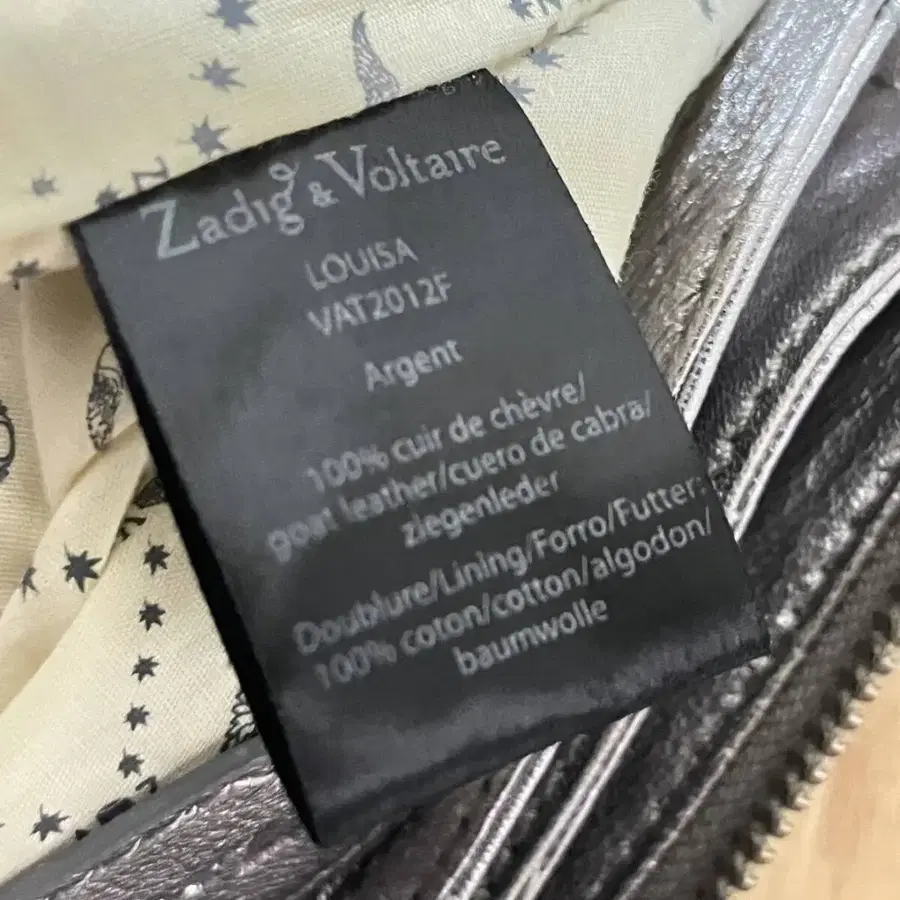 Zadig & Voltaire
LOUISA
VAT2012F
Argent
100% cuir de chèvre/
goat leather/cuero de cabra/
ziegenleder
Doublure/Lining/Forro/Futter:
100% coton/cotton/algodon/
baumwolle